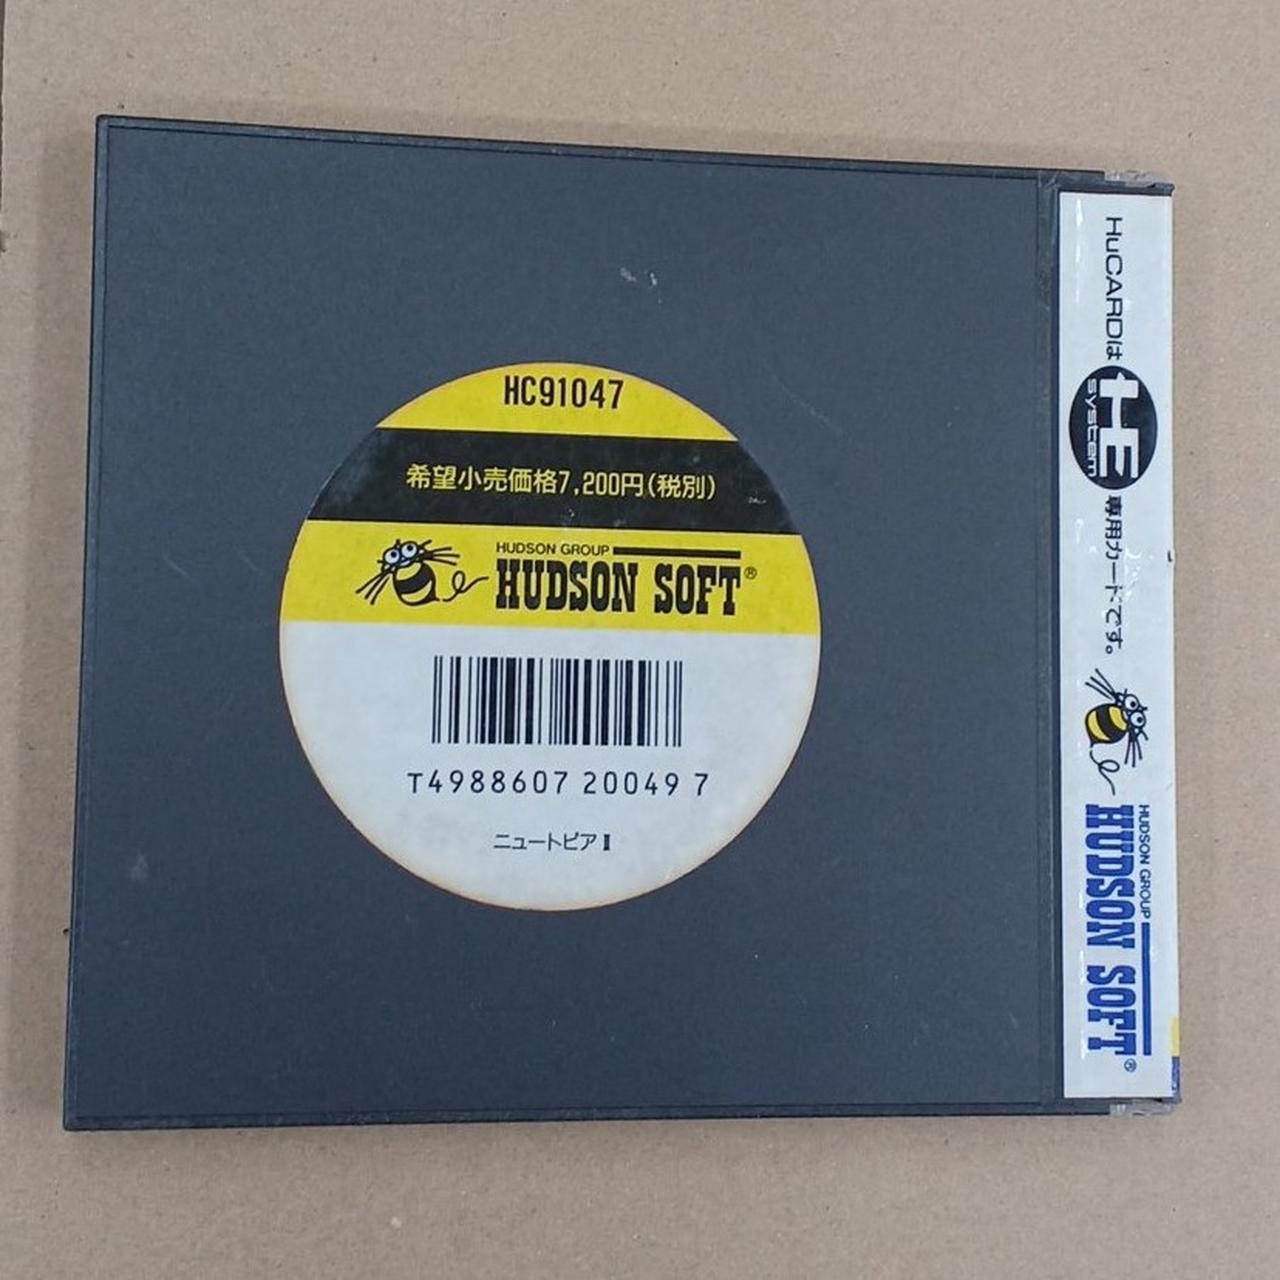 HC91047
希望小売価格7,200円(税別)
HUDSON GROUP
HUDSON SOFT®
T4988607 20049 7
ニュートピアⅡ
HuCARDは HE system 専用カードです。
HUDSON GROUP
HUDSON SOFT®